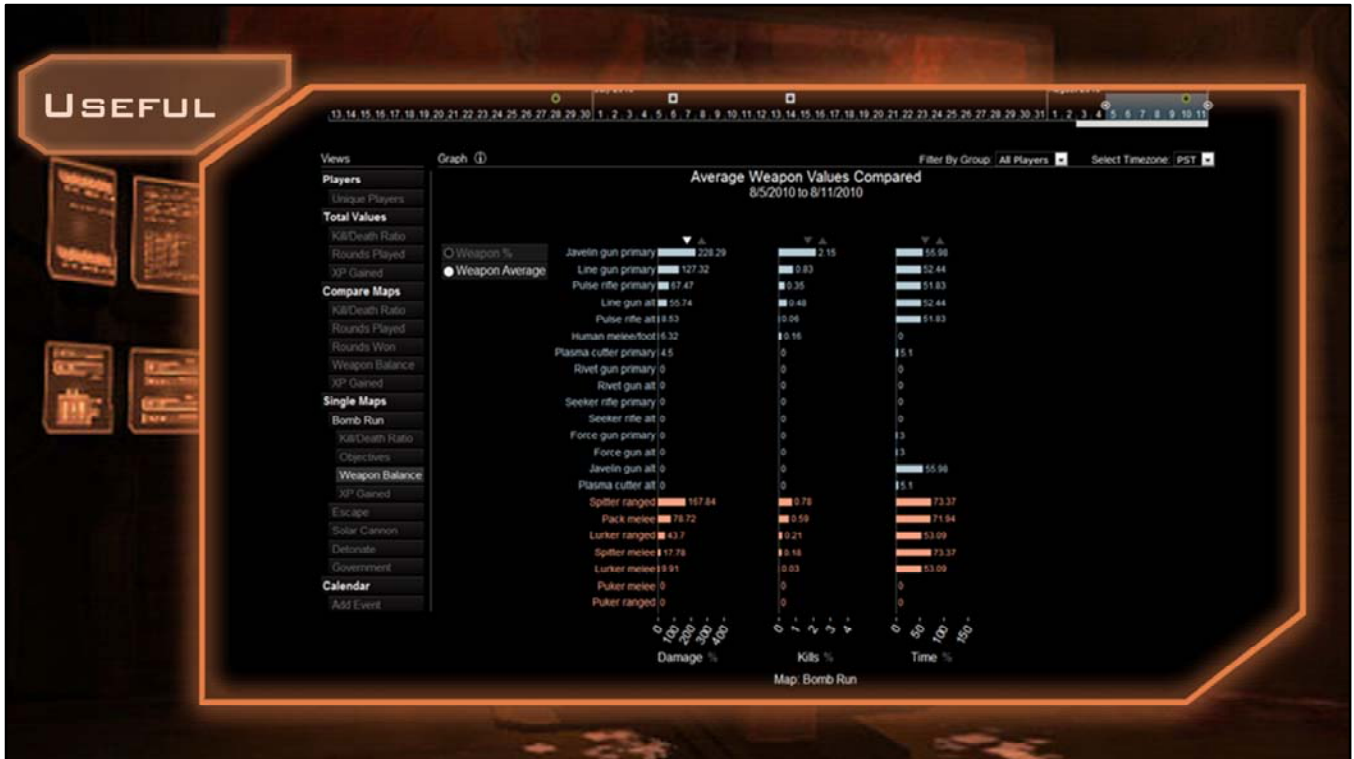 USEFUL
13 14 15 16 17 18 19 20 21 22 23 24 25 26 27 28 29 30 1 2 3 4 5 6 7 8 9 10 11 12 13 14 15 16 17 18 19 20 21 22 23 24 25 26 27 28 29 30 31 1 2 3 4 5 6 7 8 9 10 11
Views
Graph
Filter By Group: All Players
Select Timezone: PST
Average Weapon Values Compared
8/5/2010 to 8/11/2010
Players
Unique Players
Total Values
Kill/Death Ratio
Rounds Played
XP Gained
Compare Maps
Kill/Death Ratio
Rounds Played
Rounds Won
Weapon Balance
XP Gained
Single Maps
Bomb Run
Kill/Death Ratio
Objectives
Weapon Balance
XP Gained
Escape
Solar Cannon
Detonate
Government
Calendar
Add Event
Weapon %
Weapon Average
Javelin gun primary 228.29 2.15 55.98
Line gun primary 127.32 0.83 52.44
Pulse rifle primary 67.47 0.35 51.83
Line gun alt 55.74 0.48 52.44
Pulse rifle alt 8.53 0.06 51.83
Human melee/foot 6.32 0.16 0
Plasma cutter primary 4.5 0 5.1
Rivet gun primary 0 0 0
Rivet gun alt 0 0 0
Seeker rifle primary 0 0 0
Seeker rifle alt 0 0 0
Force gun primary 0 0 3
Force gun alt 0 0 3
Javelin gun alt 0 0 55.98
Plasma cutter alt 0 0 5.1
Spitter ranged 167.84 0.78 73.37
Pack melee 78.72 0.59 71.94
Lurker ranged 43.7 0.21 53.09
Spitter melee 17.78 0.18 73.37
Lurker melee 9.91 0.03 53.09
Puker melee 0 0 0
Puker ranged 0 0 0
0 100 200 300 400 0 1 2 3 4 0 50 100 150
Damage % Kills % Time %
Map: Bomb Run